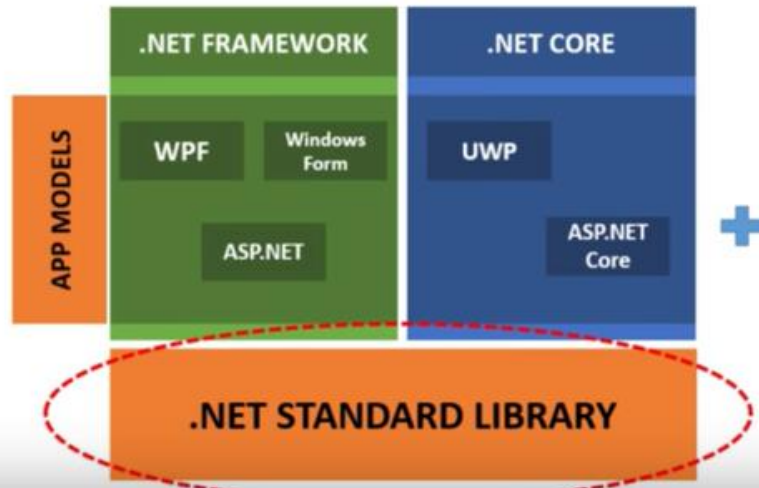 .NET FRAMEWORK
.NET CORE
APP MODELS
WPF
Windows
Form
UWP
ASP.NET
ASP.NET
Core
.NET STANDARD LIBRARY